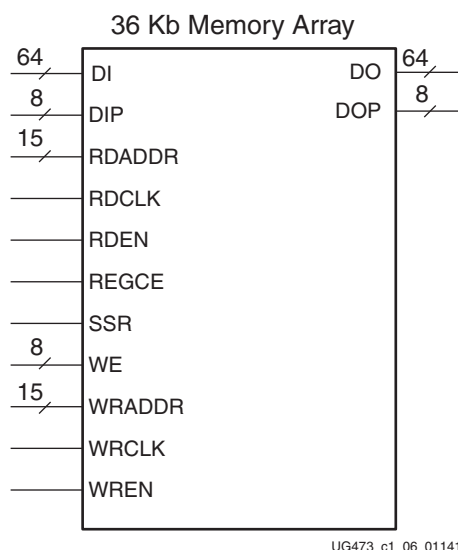 36 Kb Memory Array
64 DI DO 64
8 DIP DOP 8
15 RDADDR
RDCLK
RDEN
REGCE
SSR
8 WE
15 WRADDR
WRCLK
WREN
UG473_c1_06_01141